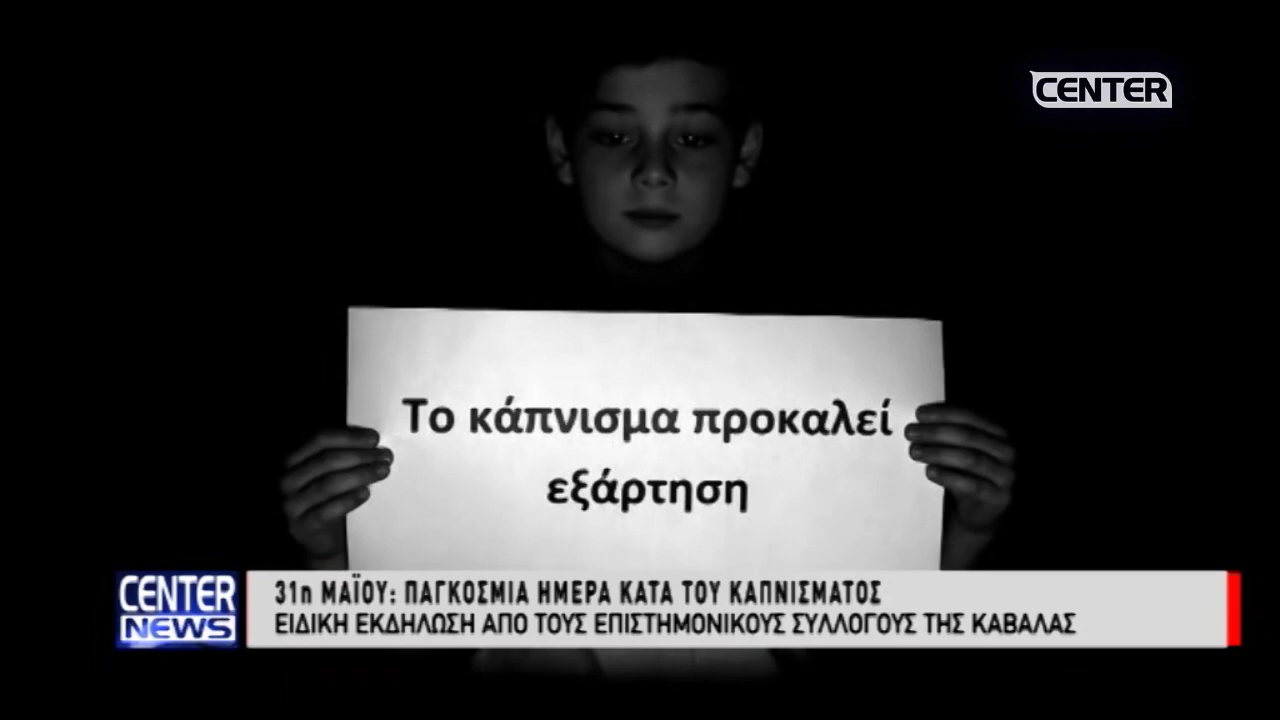 CENTER
Το κάπνισμα προκαλεί
εξάρτηση
CENTER
NEWS
31η ΜΑΪΟΥ: ΠΑΓΚΟΣΜΙΑ ΗΜΕΡΑ ΚΑΤΑ ΤΟΥ ΚΑΠΝΙΣΜΑΤΟΣ
ΕΙΔΙΚΗ ΕΚΔΗΛΩΣΗ ΑΠΟ ΤΟΥΣ ΕΠΙΣΤΗΜΟΝΙΚΟΥΣ ΣΥΛΛΟΓΟΥΣ ΤΗΣ ΚΑΒΑΛΑΣ